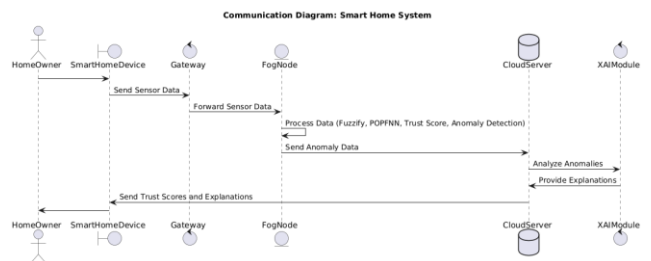 Communication Diagram: Smart Home System
HomeOwner SmartHomeDevice Gateway FogNode CloudServer XAIModule
Send Sensor Data
Forward Sensor Data
Process Data (Fuzzify, POPFNN, Trust Score, Anomaly Detection)
Send Anomaly Data
Analyze Anomalies
Provide Explanations
Send Trust Scores and Explanations
HomeOwner SmartHomeDevice Gateway FogNode CloudServer XAIModule